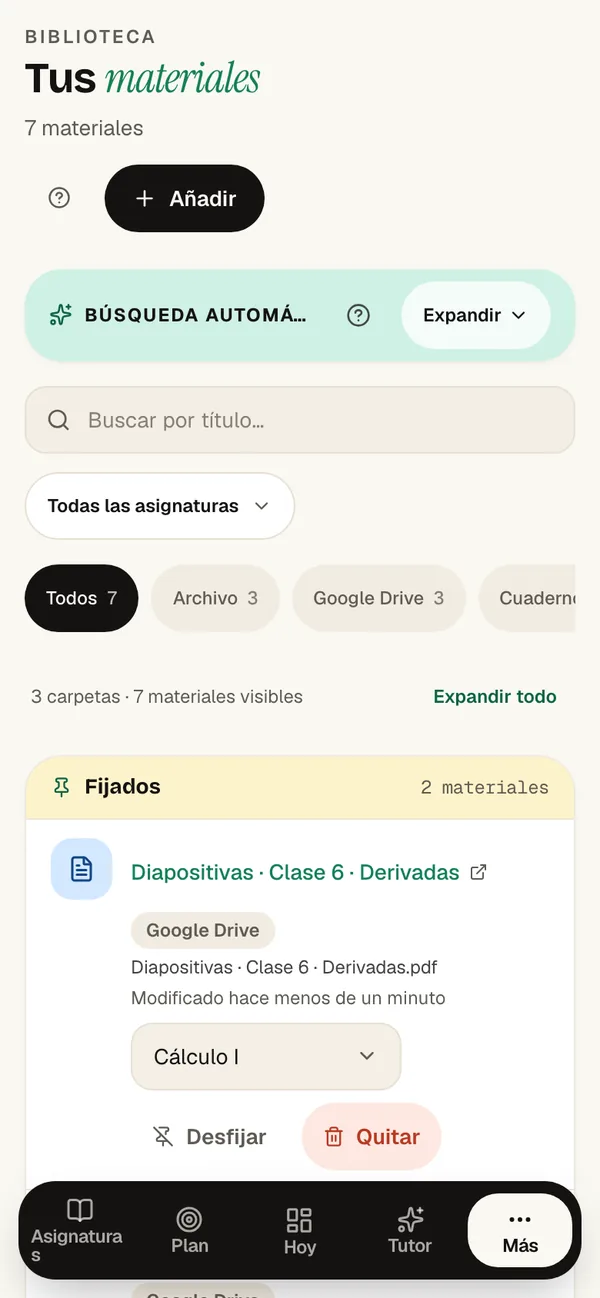 BIBLIOTECA
Tus materiales
7 materiales
Añadir
BÚSQUEDA AUTOMÁ...
Expandir
Buscar por título...
Todas las asignaturas
Todos 7
Archivo 3
Google Drive 3
Cuaderno
3 carpetas · 7 materiales visibles
Expandir todo
Fijados
2 materiales
Diapositivas · Clase 6 · Derivadas
Google Drive
Diapositivas · Clase 6 · Derivadas.pdf
Modificado hace menos de un minuto
Cálculo I
Desfijar
Quitar
Asignatura
s
Plan
Hoy
Tutor
Más
Google Drive